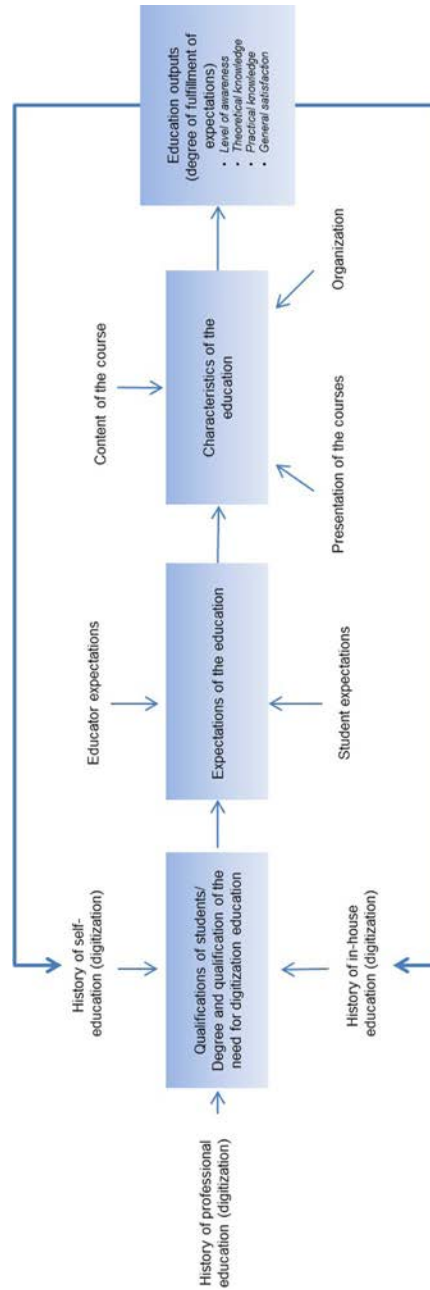 History of professional
education (digitization)
History of self-
education (digitization)
Qualifications of students/
Degree and qualification of the
need for digitization education
History of in-house
education (digitization)
Educator expectations
Expectations of the education
Student expectations
Content of the course
Characteristics of the
education
Presentation of the courses
Organization
Education outputs
(degree of fulfillment of
expectations)
• Level of awareness
• Theoretical knowledge
• Practical knowledge
• General satisfaction